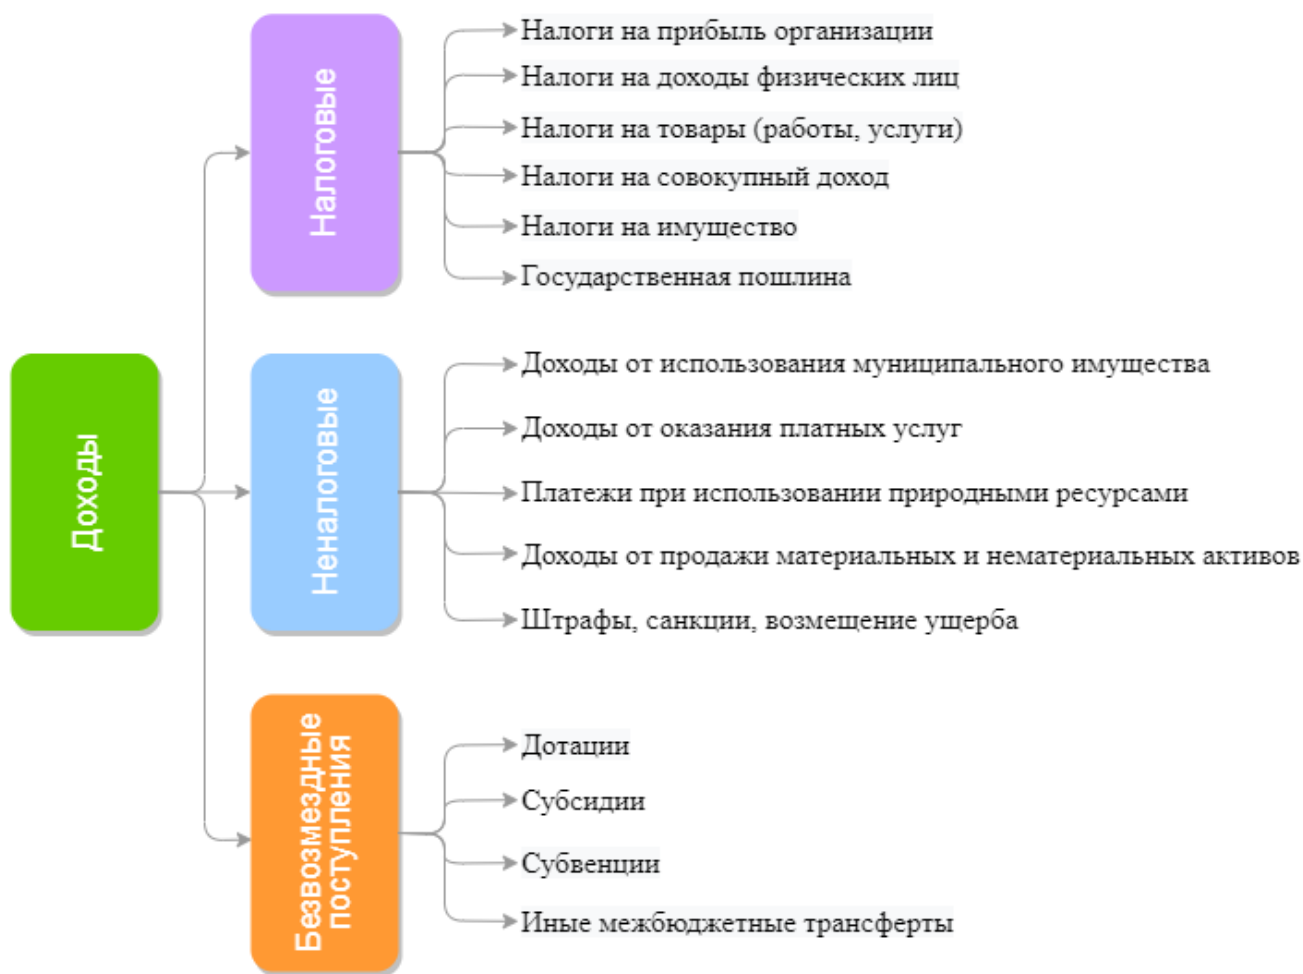 Доходы
Налоговые
Налоги на прибыль организации
Налоги на доходы физических лиц
Налоги на товары (работы, услуги)
Налоги на совокупный доход
Налоги на имущество
Государственная пошлина
Неналоговые
Доходы от использования муниципального имущества
Доходы от оказания платных услуг
Платежи при использовании природными ресурсами
Доходы от продажи материальных и нематериальных активов
Штрафы, санкции, возмещение ущерба
Безвозмездные
поступления
Дотации
Субсидии
Субвенции
Иные межбюджетные трансферты